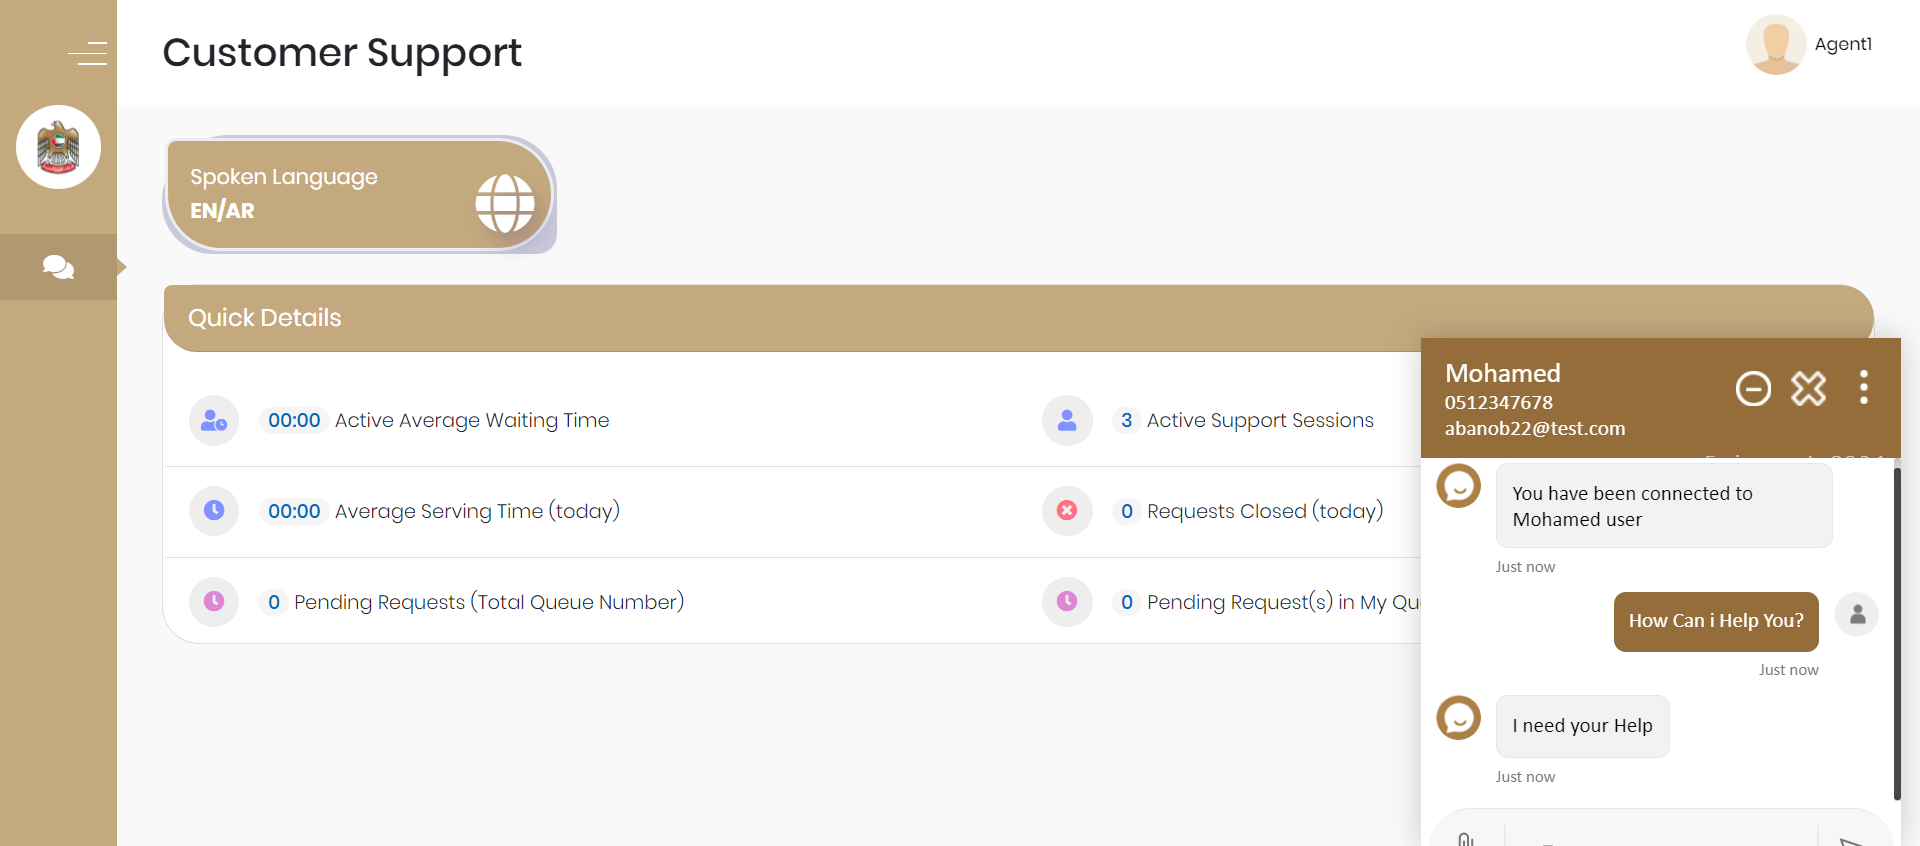 Customer Support
Agent1
Spoken Language
EN/AR
Quick Details
00:00 Active Average Waiting Time
3 Active Support Sessions
00:00 Average Serving Time (today)
0 Requests Closed (today)
0 Pending Requests (Total Queue Number)
0 Pending Request(s) in My
Mohamed
0512347678
abanob22@test.com
You have been connected to
Mohamed user
Just now
How Can i Help You?
Just now
I need your Help
Just now